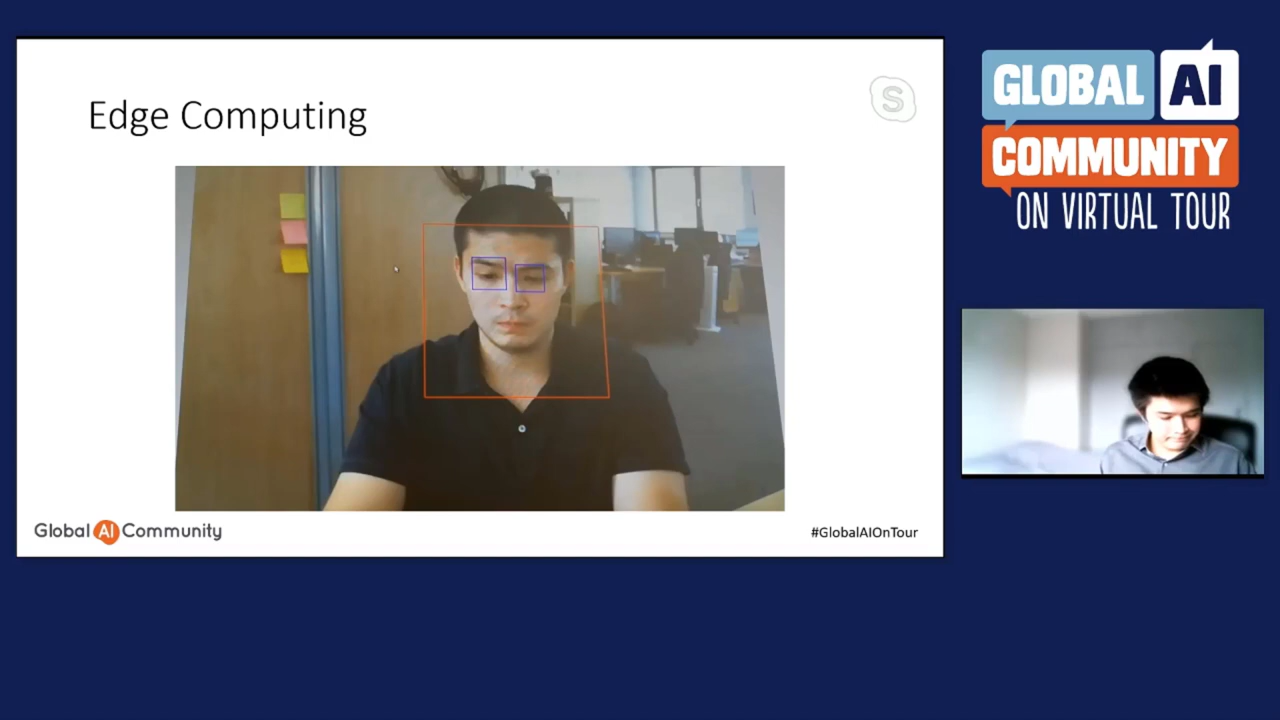 Edge Computing
S
Global AI Community
#GlobalAIOnTour
GLOBAL AI
COMMUNITY
ON VIRTUAL TOUR